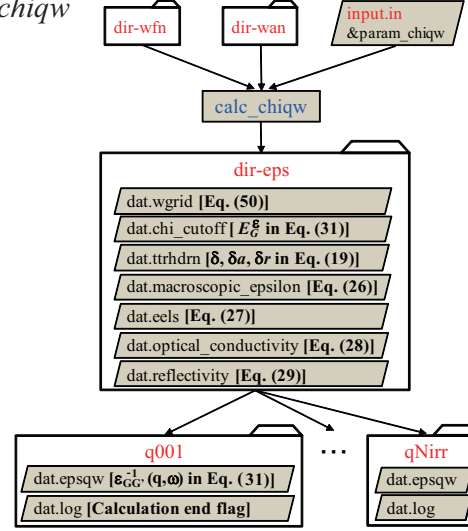 chiqw
dir-wfn
dir-wan
input.in
&param_chiqw
calc_chiqw
dir-eps
dat.wgrid [Eq. (50)]
dat.chi_cutoff [ E_G^ε in Eq. (31)]
dat.ttrhdrn [δ, δa, δr in Eq. (19)]
dat.macroscopic_epsilon [Eq. (26)]
dat.eels [Eq. (27)]
dat.optical_conductivity [Eq. (28)]
dat.reflectivity [Eq. (29)]
q001
dat.epsqw [ε_GG'^-1 (q,ω) in Eq. (31)]
dat.log [Calculation end flag]
...
qNirr
dat.epsqw
dat.log